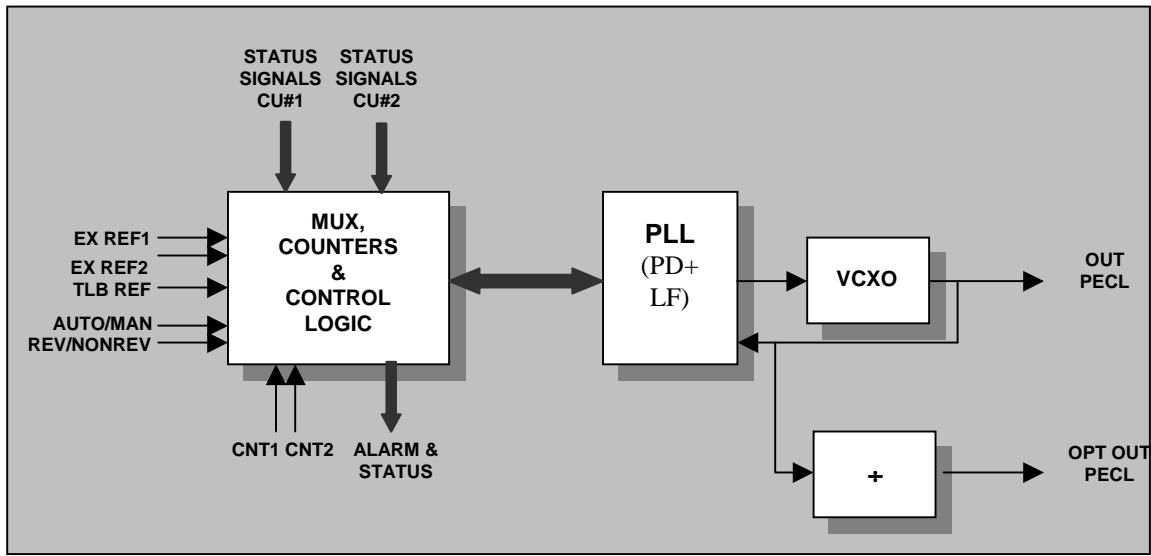 STATUS
SIGNALS
CU#1
STATUS
SIGNALS
CU#2
EX REF1
EX REF2
TLB REF
AUTO/MAN
REV/NONREV
MUX,
COUNTERS
&
CONTROL
LOGIC
CNT1 CNT2
ALARM &
STATUS
PLL
(PD+
LF)
VCXO
OUT
PECL
÷
OPT OUT
PECL